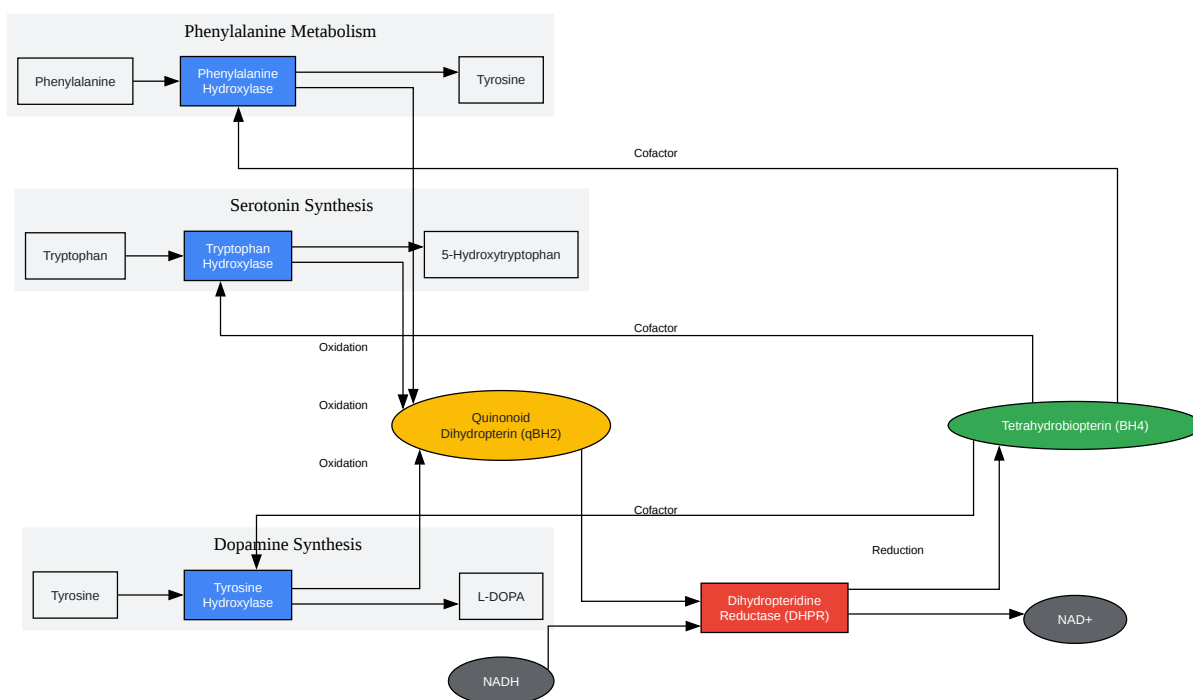 Phenylalanine Metabolism
Phenylalanine
Phenylalanine
Hydroxylase
Tyrosine
Cofactor
Serotonin Synthesis
Tryptophan
Tryptophan
Hydroxylase
5-Hydroxytryptophan
Cofactor
Oxidation
Oxidation
Quinonoid
Dihydropterin (qBH2)
Tetrahydrobiopterin (BH4)
Oxidation
Cofactor
Dopamine Synthesis
Reduction
Tyrosine
Tyrosine
Hydroxylase
L-DOPA
Dihydropteridine
Reductase (DHPR)
NAD+
NADH